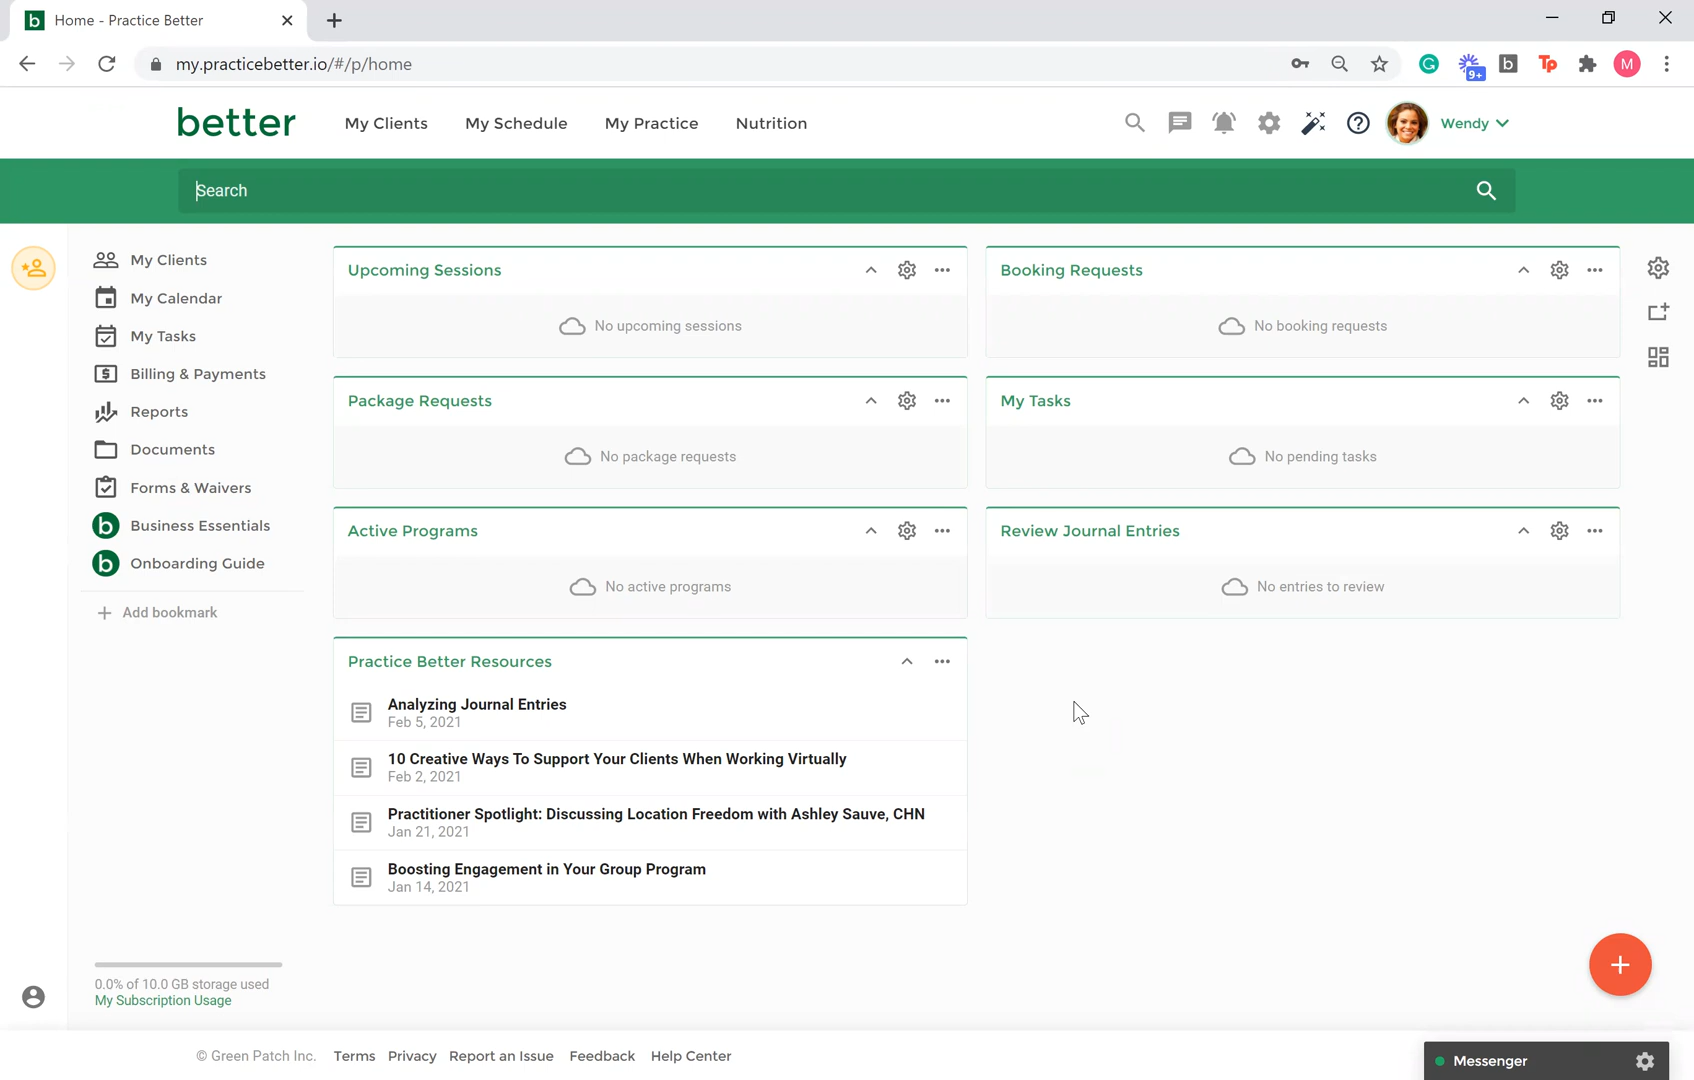 b Home - Practice Better
my.practicebetter.io/#/p/home
G 9+ b Tp M
better My Clients My Schedule My Practice Nutrition Wendy
Search
My Clients
My Calendar
My Tasks
Billing & Payments
Reports
Documents
Forms & Waivers
b Business Essentials
b Onboarding Guide
Add bookmark
0.0% of 10.0 GB storage used
My Subscription Usage
Upcoming Sessions
No upcoming sessions
Booking Requests
No booking requests
Package Requests
No package requests
My Tasks
No pending tasks
Active Programs
No active programs
Review Journal Entries
No entries to review
Practice Better Resources
Analyzing Journal Entries
Feb 5, 2021
10 Creative Ways To Support Your Clients When Working Virtually
Feb 2, 2021
Practitioner Spotlight: Discussing Location Freedom with Ashley Sauve, CHN
Jan 21, 2021
Boosting Engagement in Your Group Program
Jan 14, 2021
© Green Patch Inc. Terms Privacy Report an Issue Feedback Help Center
Messenger